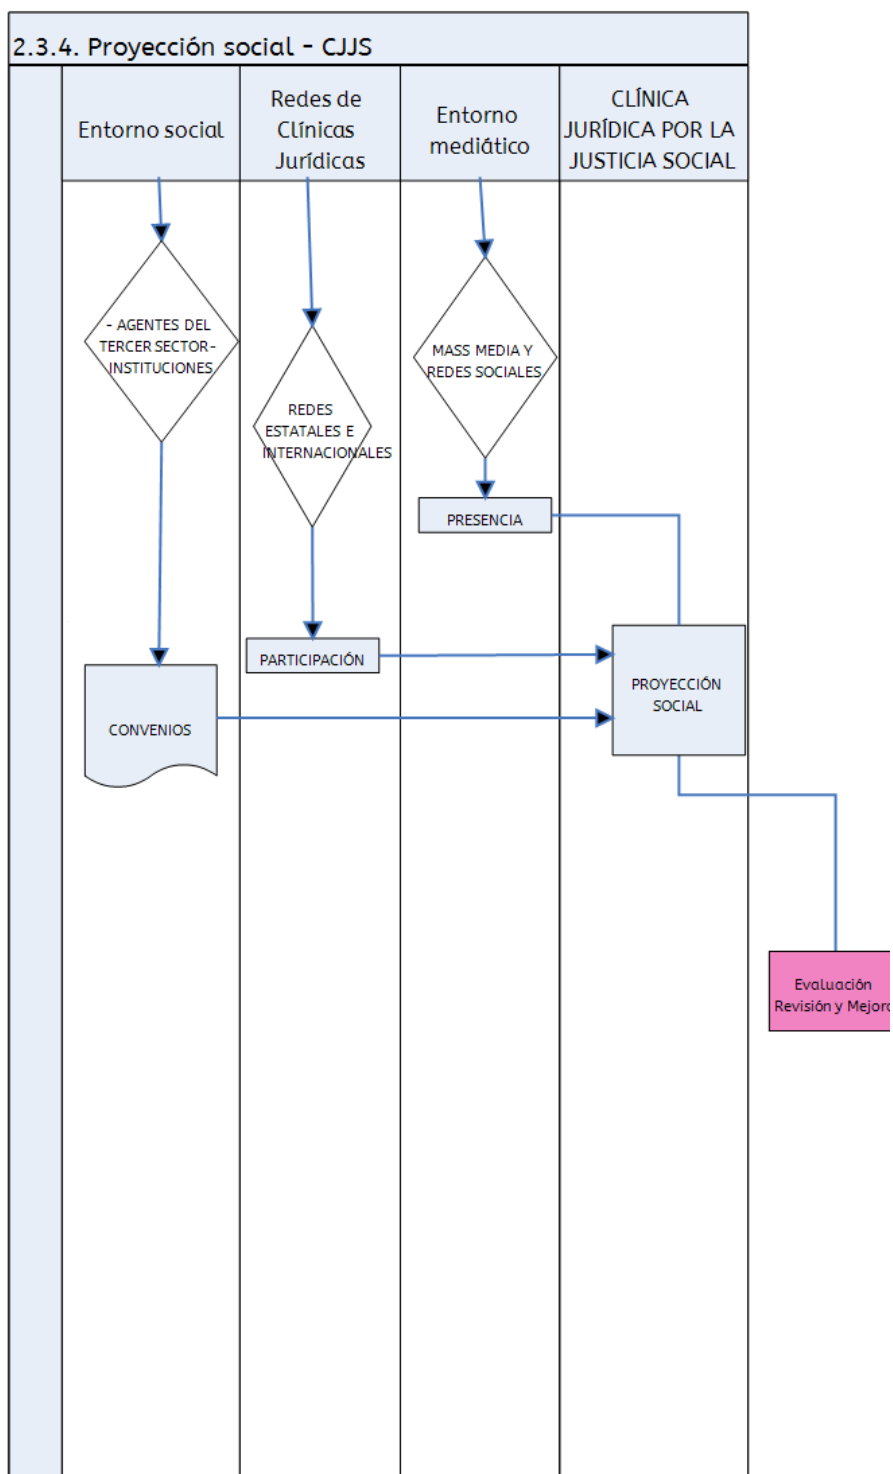 2.3.4. Proyección social - CJJS
Entorno social
Redes de
Clínicas
Jurídicas
Entorno
mediático
CLÍNICA
JURÍDICA POR LA
JUSTICIA SOCIAL
- AGENTES DEL
TERCER SECTOR-
INSTITUCIONES
REDES
ESTATALES E
INTERNACIONALES
MASS MEDIA Y
REDES SOCIALES
PRESENCIA
PARTICIPACIÓN
CONVENIOS
PROYECCIÓN
SOCIAL
Evaluación
Revisión y Mejora